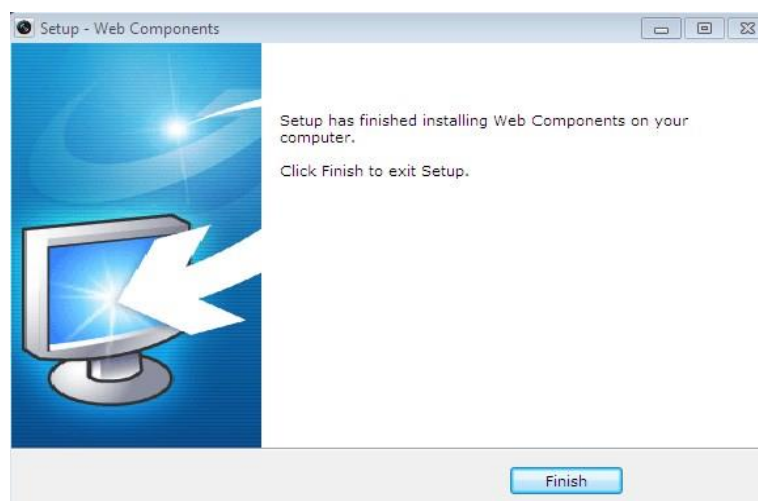 Setup - Web Components
Setup has finished installing Web Components on your
computer.
Click Finish to exit Setup.
Finish